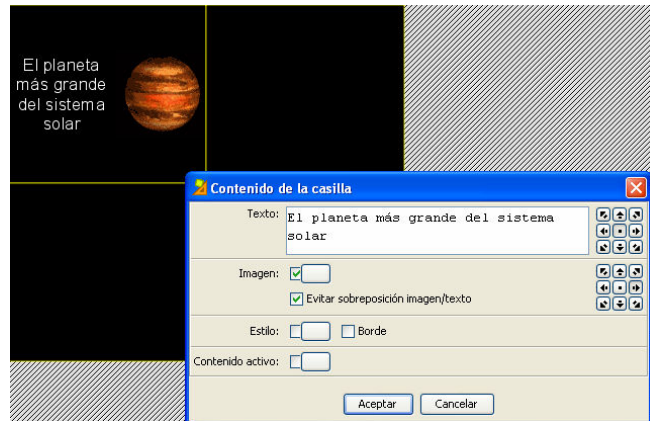 El planeta
más grande
del sistema
solar
Contenido de la casilla
Texto: El planeta más grande del sistema
solar
Imagen:
Evitar sobreposición imagen/texto
Estilo: Borde
Contenido activo:
Aceptar Cancelar